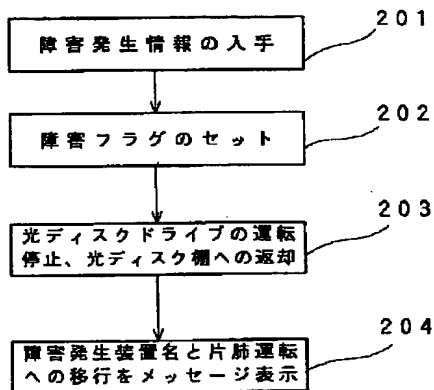 201
障害発生情報の入手
202
障害フラグのセット
203
光ディスクドライブの運転
停止、光ディスク棚への返却
204
障害発生装置名と片肺運転
への移行をメッセージ表示